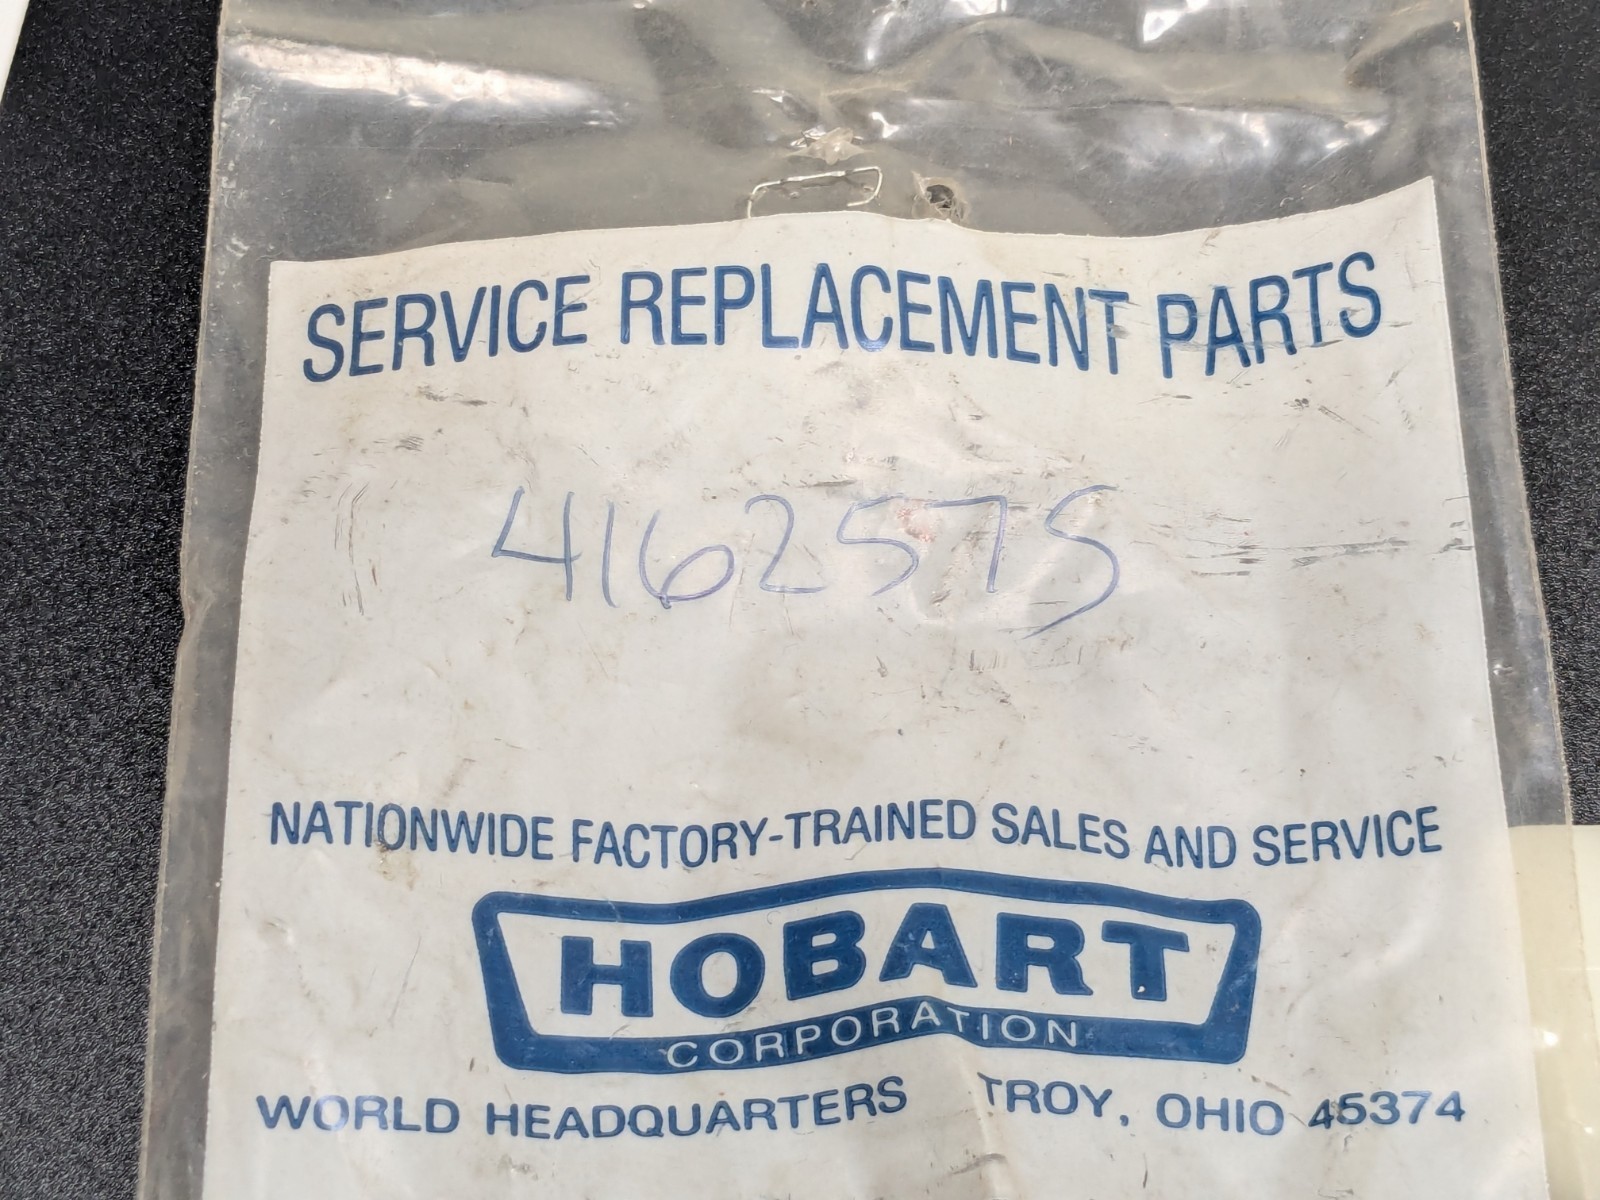 SERVICE REPLACEMENT PARTS
416257S
NATIONWIDE FACTORY-TRAINED SALES AND SERVICE
HOBART
CORPORATION
WORLD HEADQUARTERS TROY, OHIO 45374